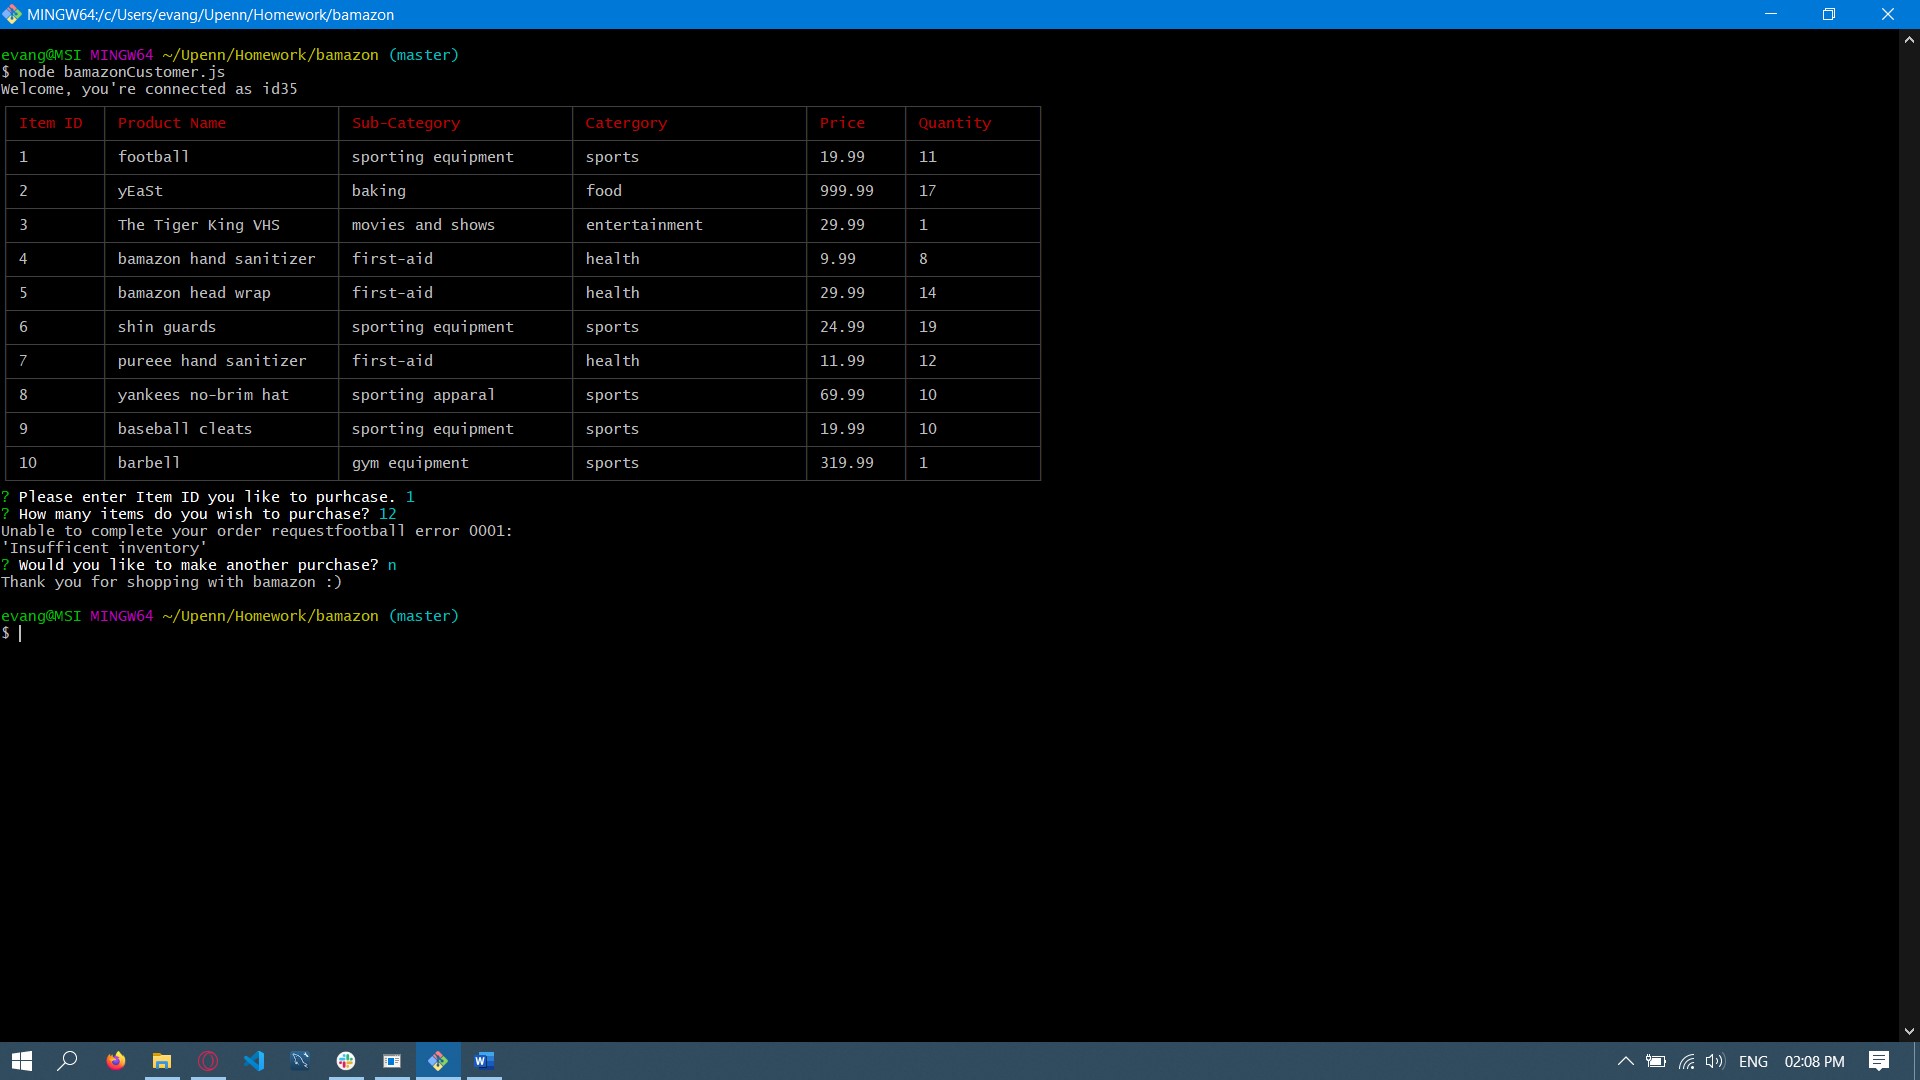 MINGW64:/c/Users/evang/Upenn/Homework/bamazon
evang@MSI MINGW64 ~/Upenn/Homework/bamazon (master)
$ node bamazonCustomer.js
Welcome, you're connected as id35
Item ID Product Name Sub-Category Catergory Price Quantity
1 football sporting equipment sports 19.99 11
2 yEaSt baking food 999.99 17
3 The Tiger King VHS movies and shows entertainment 29.99 1
4 bamazon hand sanitizer first-aid health 9.99 8
5 bamazon head wrap first-aid health 29.99 14
6 shin guards sporting equipment sports 24.99 19
7 pureee hand sanitizer first-aid health 11.99 12
8 yankees no-brim hat sporting apparal sports 69.99 10
9 baseball cleats sporting equipment sports 19.99 10
10 barbell gym equipment sports 319.99 1
? Please enter Item ID you like to purhcase. 1
? How many items do you wish to purchase? 12
Unable to complete your order requestfootball error 0001:
'Insufficent inventory'
? Would you like to make another purchase? n
Thank you for shopping with bamazon :)
evang@MSI MINGW64 ~/Upenn/Homework/bamazon (master)
$
ENG 02:08 PM